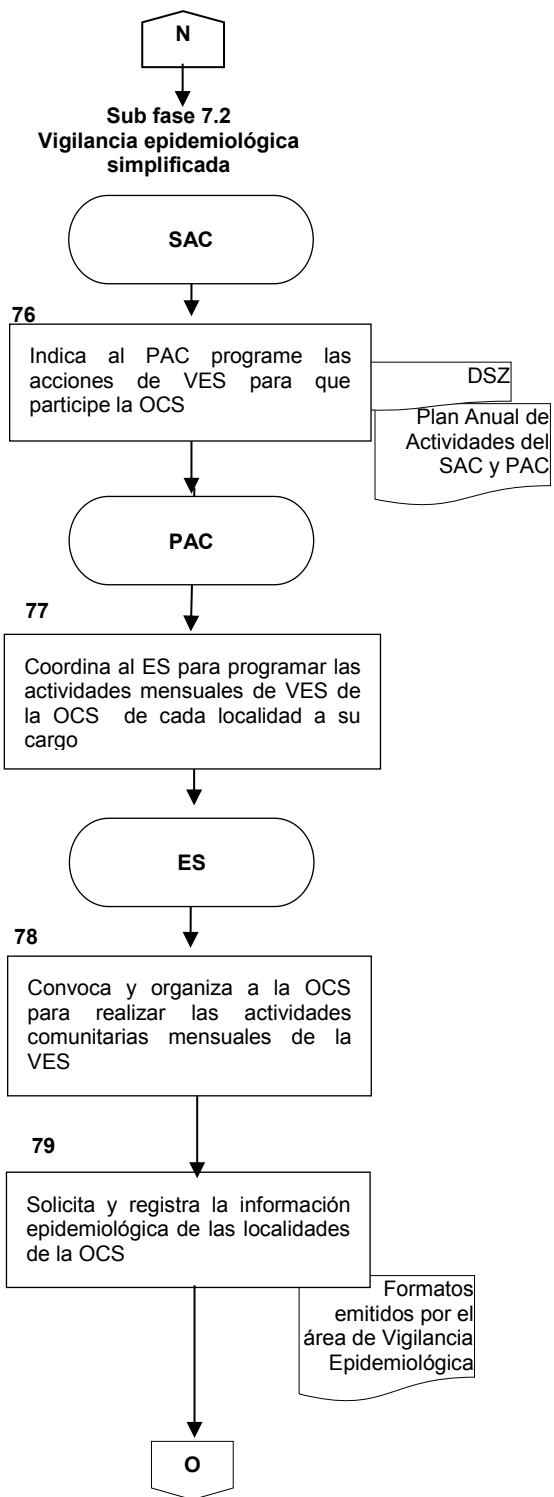 N
Sub fase 7.2
Vigilancia epidemiológica
simplificada
SAC
76
Indica al PAC programe las
acciones de VES para que
participe la OCS
DSZ
Plan Anual de
Actividades del
SAC y PAC
PAC
77
Coordina al ES para programar las
actividades mensuales de VES de
la OCS de cada localidad a su
cargo
ES
78
Convoca y organiza a la OCS
para realizar las actividades
comunitarias mensuales de la
VES
79
Solicita y registra la información
epidemiológica de las localidades
de la OCS
Formatos
emitidos por el
área de Vigilancia
Epidemiológica
O